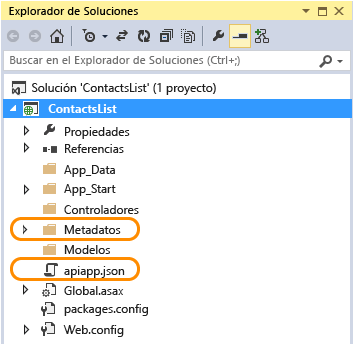 Explorador de Soluciones
Buscar en el Explorador de Soluciones (Ctrl+;)
Solución 'ContactsList' (1 proyecto)
ContactsList
Propiedades
Referencias
App_Data
App_Start
Controladores
Metadatos
Modelos
apiapp.json
Global.asax
packages.config
Web.config